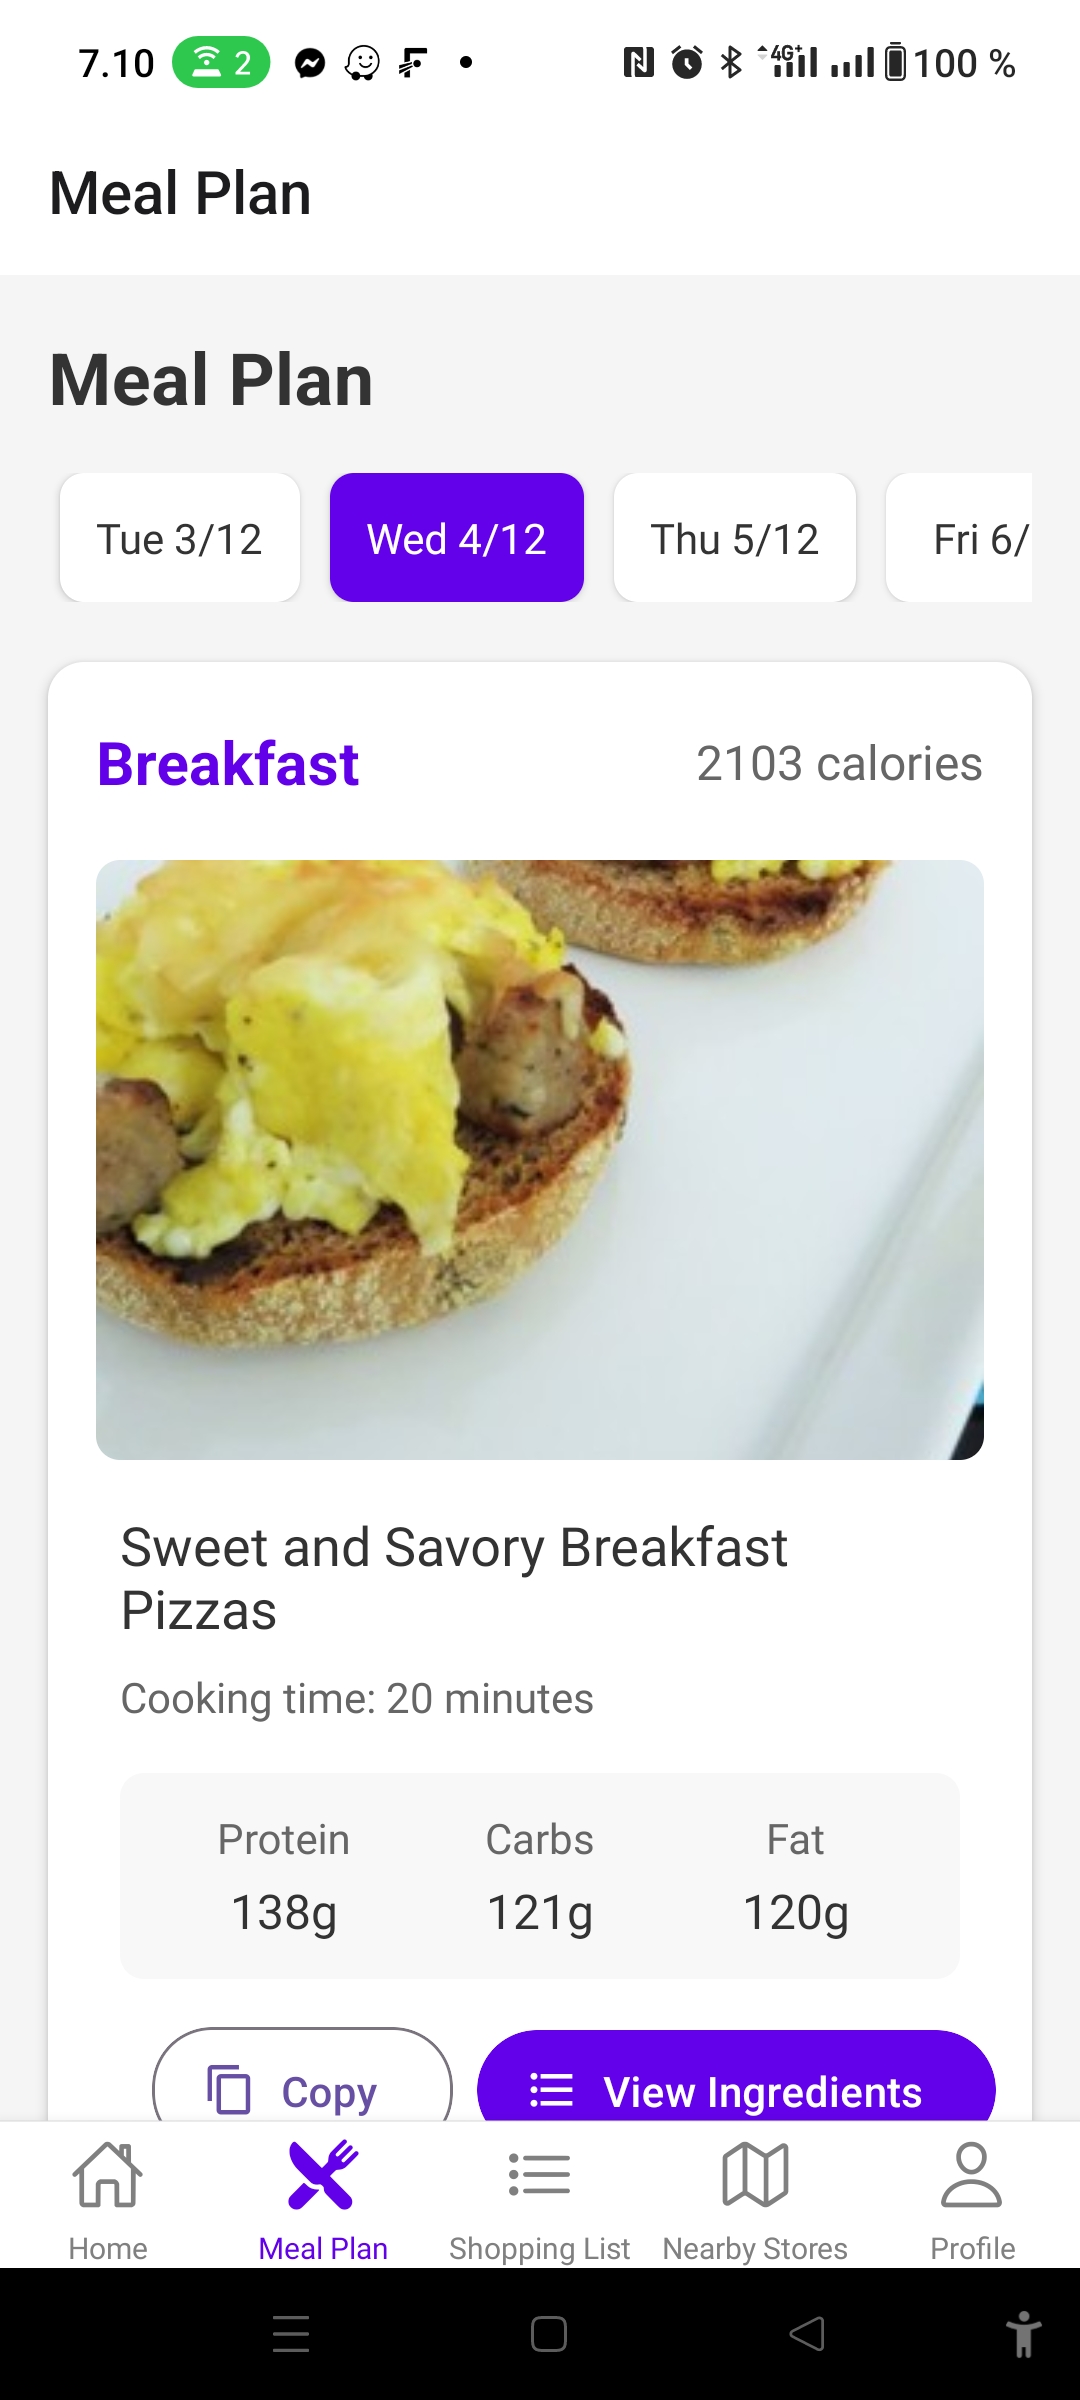 7.10 2 4G+ 100 %
Meal Plan
Meal Plan
Tue 3/12 Wed 4/12 Thu 5/12 Fri 6/
Breakfast 2103 calories
Sweet and Savory Breakfast
Pizzas
Cooking time: 20 minutes
Protein Carbs Fat
138g 121g 120g
Copy View Ingredients
Home Meal Plan Shopping List Nearby Stores Profile